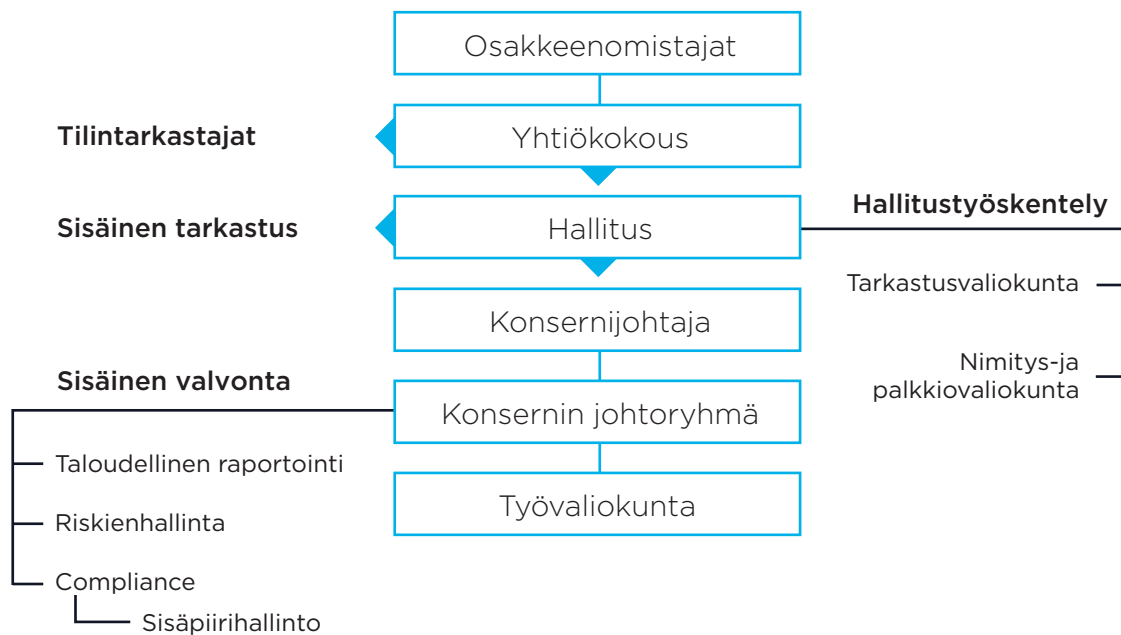 Osakkeenomistajat
Tilintarkastajat
Yhtiökokous
Sisäinen tarkastus
Hallitus
Hallitustyöskentely
Tarkastusvaliokunta
Konsernijohtaja
Nimitys-ja
palkkiovaliokunta
Sisäinen valvonta
Konsernin johtoryhmä
Taloudellinen raportointi
Työvaliokunta
Riskienhallinta
Compliance
Sisäpiirihallinto